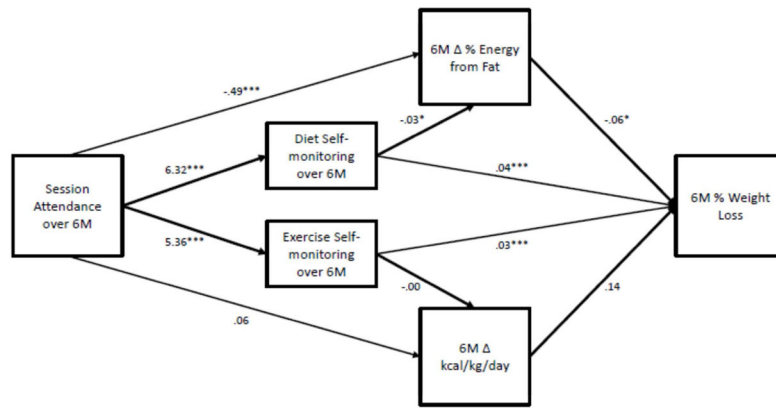 6M Δ % Energy
from Fat
-.49***
-.03*
-.06*
Diet Self-
monitoring
over 6M
6.32***
.04***
Session
Attendance
over 6M
6M % Weight
Loss
5.36***
Exercise Self-
monitoring
over 6M
.03***
-.00
.06
.14
6M Δ
kcal/kg/day